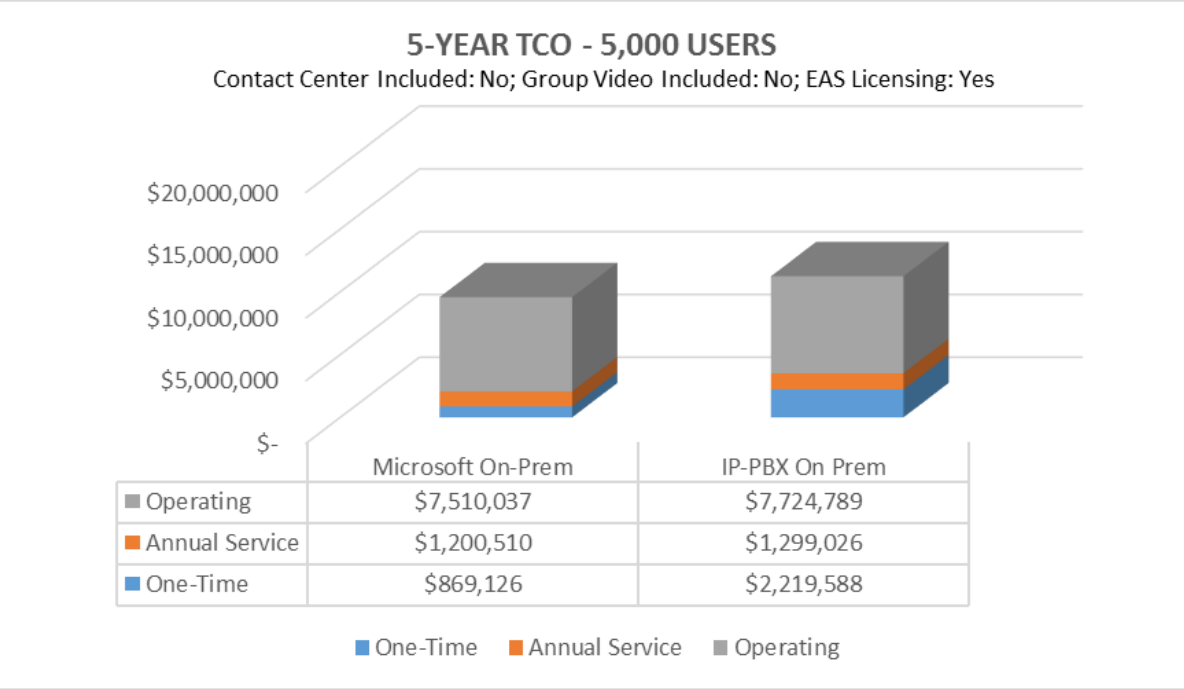 5-YEAR TCO - 5,000 USERS
Contact Center Included: No; Group Video Included: No; EAS Licensing: Yes
$20,000,000
$15,000,000
$10,000,000
$5,000,000
$-
Microsoft On-Prem IP-PBX On Prem
Operating $7,510,037 $7,724,789
Annual Service $1,200,510 $1,299,026
One-Time $869,126 $2,219,588
One-Time Annual Service Operating